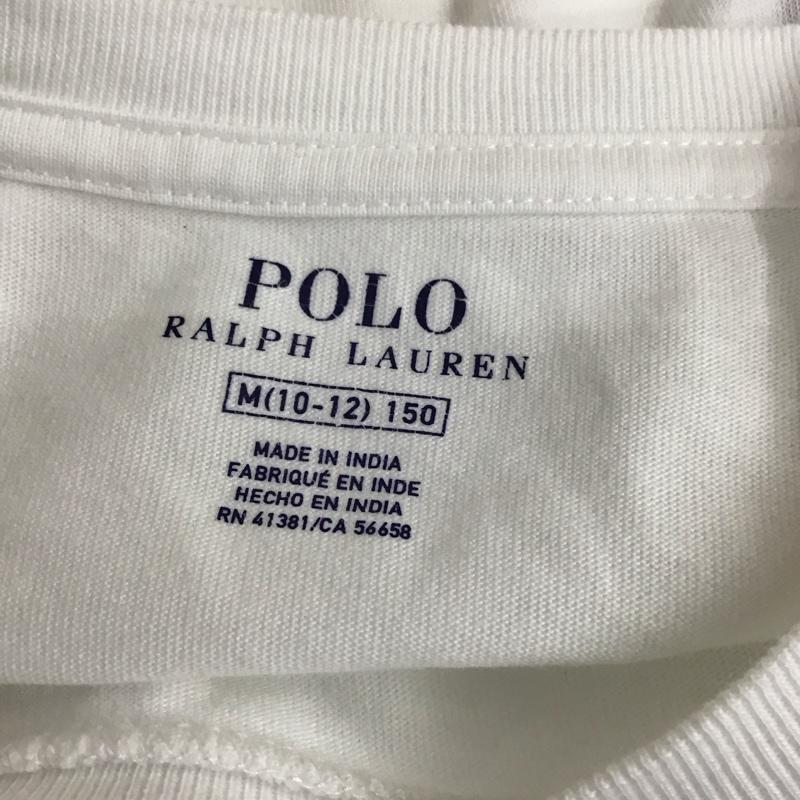 POLO
RALPH LAUREN
M(10-12) 150
MADE IN INDIA
FABRIQUÉ EN INDE
HECHO EN INDIA
RN 41381/CA 56658